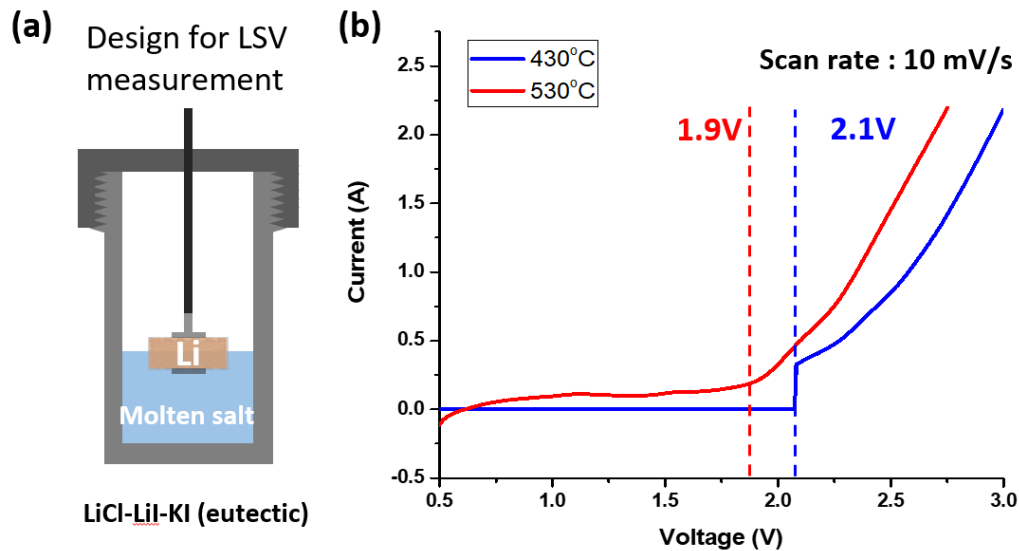 (a)
Design for LSV
measurement
Li
Molten salt
LiCl-LiI-KI (eutectic)
(b)
430°C
530°C
Scan rate : 10 mV/s
1.9V
2.1V
Current (A)
2.5
2.0
1.5
1.0
0.5
0.0
-0.5
0.5
1.0
1.5
2.0
2.5
3.0
Voltage (V)